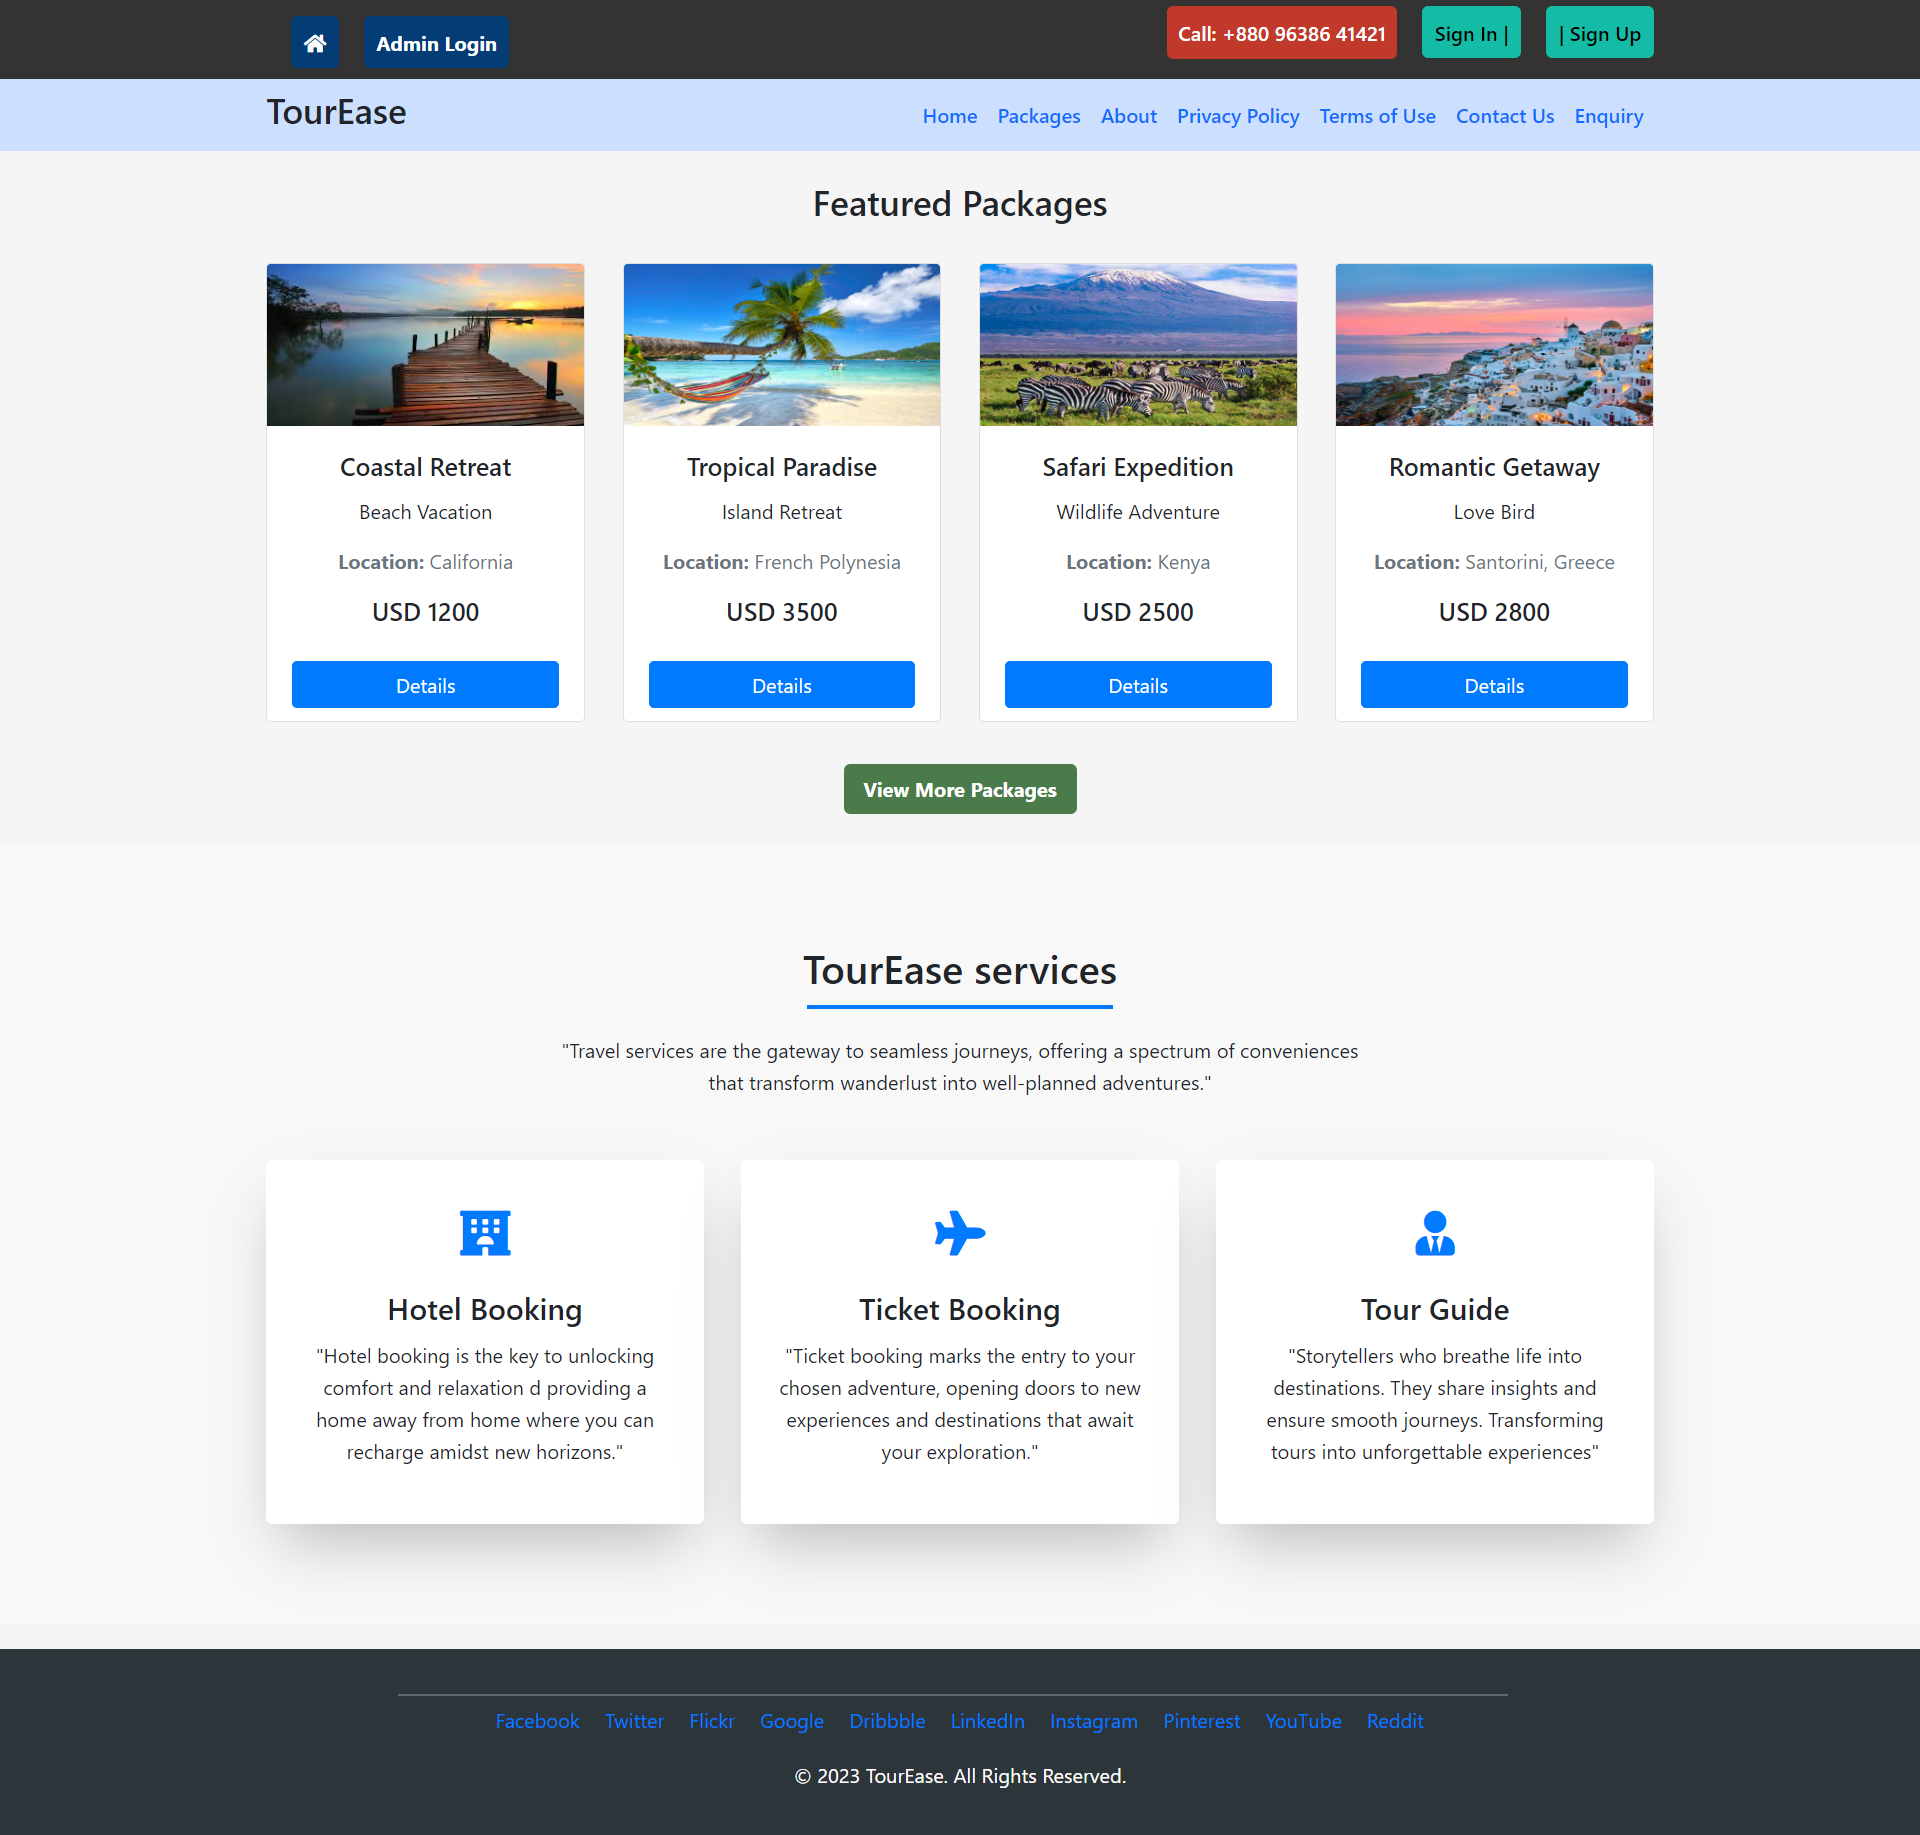 Admin Login
Call: +880 96386 41421
Sign In |
| Sign Up
TourEase
Home
Packages
About
Privacy Policy
Terms of Use
Contact Us
Enquiry
Featured Packages
Coastal Retreat
Beach Vacation
Location: California
USD 1200
Details
Tropical Paradise
Island Retreat
Location: French Polynesia
USD 3500
Details
Safari Expedition
Wildlife Adventure
Location: Kenya
USD 2500
Details
Romantic Getaway
Love Bird
Location: Santorini, Greece
USD 2800
Details
View More Packages
TourEase services
"Travel services are the gateway to seamless journeys, offering a spectrum of conveniences
that transform wanderlust into well-planned adventures."
Hotel Booking
"Hotel booking is the key to unlocking
comfort and relaxation d providing a
home away from home where you can
recharge amidst new horizons."
Ticket Booking
"Ticket booking marks the entry to your
chosen adventure, opening doors to new
experiences and destinations that await
your exploration."
Tour Guide
"Storytellers who breathe life into
destinations. They share insights and
ensure smooth journeys. Transforming
tours into unforgettable experiences"
Facebook
Twitter
Flickr
Google
Dribbble
LinkedIn
Instagram
Pinterest
YouTube
Reddit
© 2023 TourEase. All Rights Reserved.